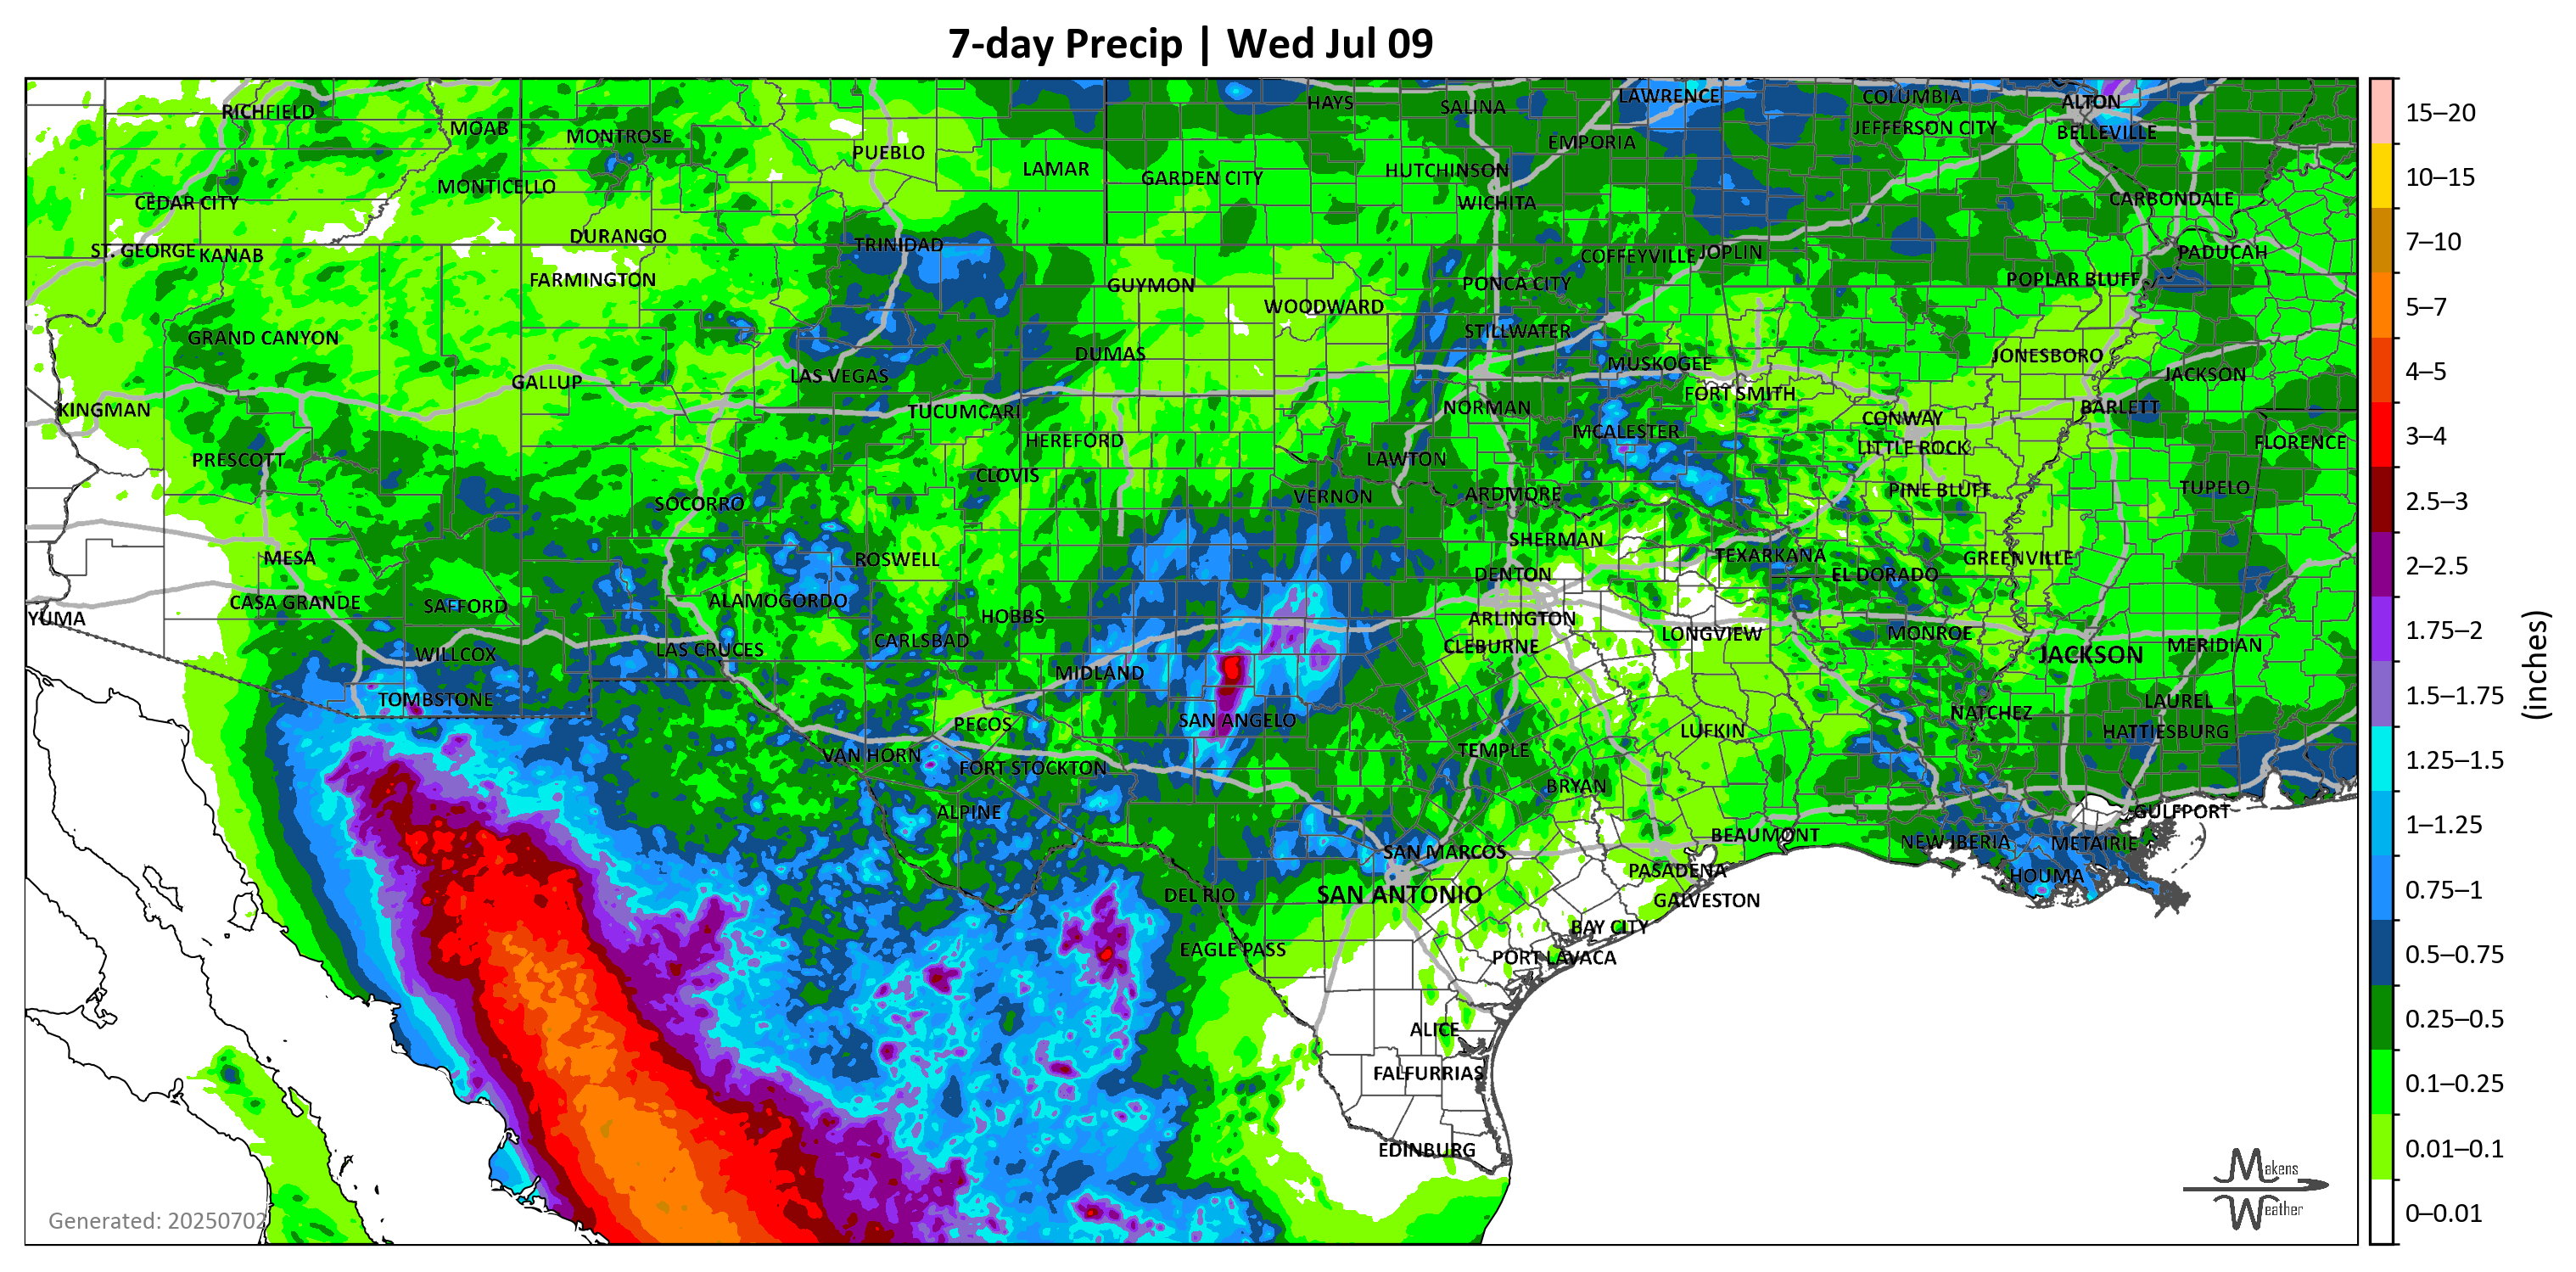 7-day Precip | Wed Jul 09
RICHFIELD
MOAB
MONTROSE
PUEBLO
LAMAR
HAYS
SALINA
LAWRENCE
COLUMBIA
ALTON
GARDEN CITY
HUTCHINSON
EMPORIA
JEFFERSON CITY
BELLEVILLE
CEDAR CITY
MONTICELLO
WICHITA
CARBONDALE
ST. GEORGE
KANAB
DURANGO
TRINIDAD
COFFEYVILLE
JOPLIN
PADUCAH
FARMINGTON
GUYMON
WOODWARD
PONCA CITY
POPLAR BLUFF
GRAND CANYON
DUMAS
STILLWATER
MUSKOGEE
JONESBORO
KINGMAN
GALLUP
LAS VEGAS
TUCUMCARI
NORMAN
FORT SMITH
CONWAY
BARLETT
JACKSON
PRESCOTT
HEREFORD
CLOVIS
LAWTON
MCALESTER
LITTLE ROCK
FLORENCE
SOCORRO
VERNON
ARDMORE
PINE BLUFF
TUPELO
MESA
ROSWELL
SHERMAN
TEXARKANA
GREENVILLE
YUMA
CASA GRANDE
SAFFORD
ALAMOGORDO
HOBBS
DENTON
EL DORADO
ARLINGTON
WILLCOX
LAS CRUCES
CARLSBAD
CLEBURNE
LONGVIEW
MONROE
JACKSON
MERIDIAN
TOMBSTONE
MIDLAND
PECOS
SAN ANGELO
LUFKIN
NATCHEZ
LAUREL
HATTIESBURG
VAN HORN
FORT STOCKTON
TEMPLE
ALPINE
BRYAN
GULFPORT
SAN MARCOS
BEAUMONT
NEW IBERIA
METAIRIE
DEL RIO
SAN ANTONIO
PASADENA
GALVESTON
HOUMA
EAGLE PASS
BAY CITY
PORT LAVACA
ALICE
FALFURRIAS
EDINBURG
Generated: 20250702
Makens
Weather
15–20
10–15
7–10
5–7
4–5
3–4
2.5–3
2–2.5
1.75–2
1.5–1.75
1.25–1.5
1–1.25
0.75–1
0.5–0.75
0.25–0.5
0.1–0.25
0.01–0.1
0–0.01
(inches)